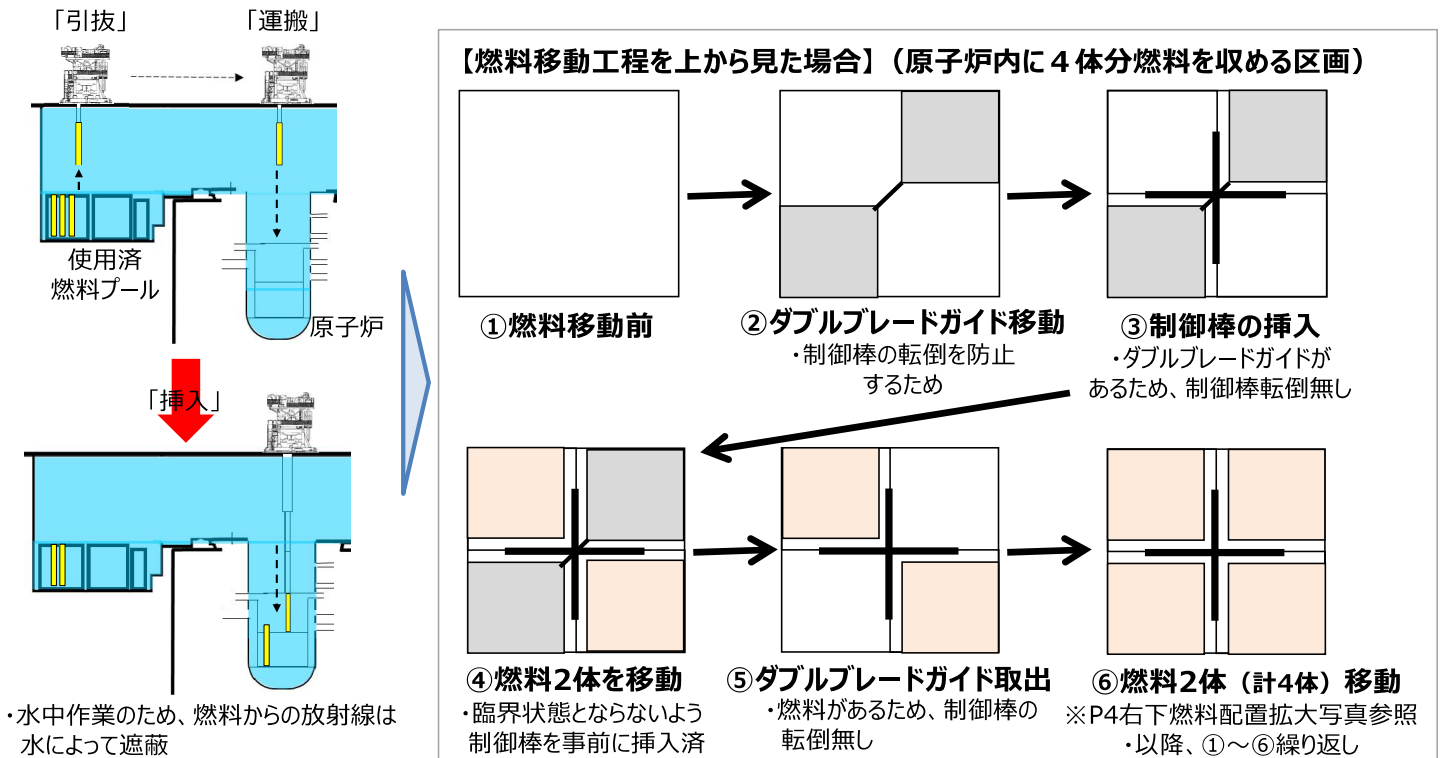 「引抜」
「運搬」
使用済
燃料プール
原子炉
「挿入」
・水中作業のため、燃料からの放射線は
水によって遮蔽
【燃料移動工程を上から見た場合】（原子炉内に４体分燃料を収める区画）
①燃料移動前
②ダブルブレードガイド移動
・制御棒の転倒を防止
するため
③制御棒の挿入
・ダブルブレードガイドが
あるため、制御棒転倒無し
④燃料2体を移動
・臨界状態とならないよう
制御棒を事前に挿入済
⑤ダブルブレードガイド取出
・燃料があるため、制御棒の
転倒無し
⑥燃料2体（計4体）移動
※P4右下燃料配置拡大写真参照
・以降、①～⑥繰り返し